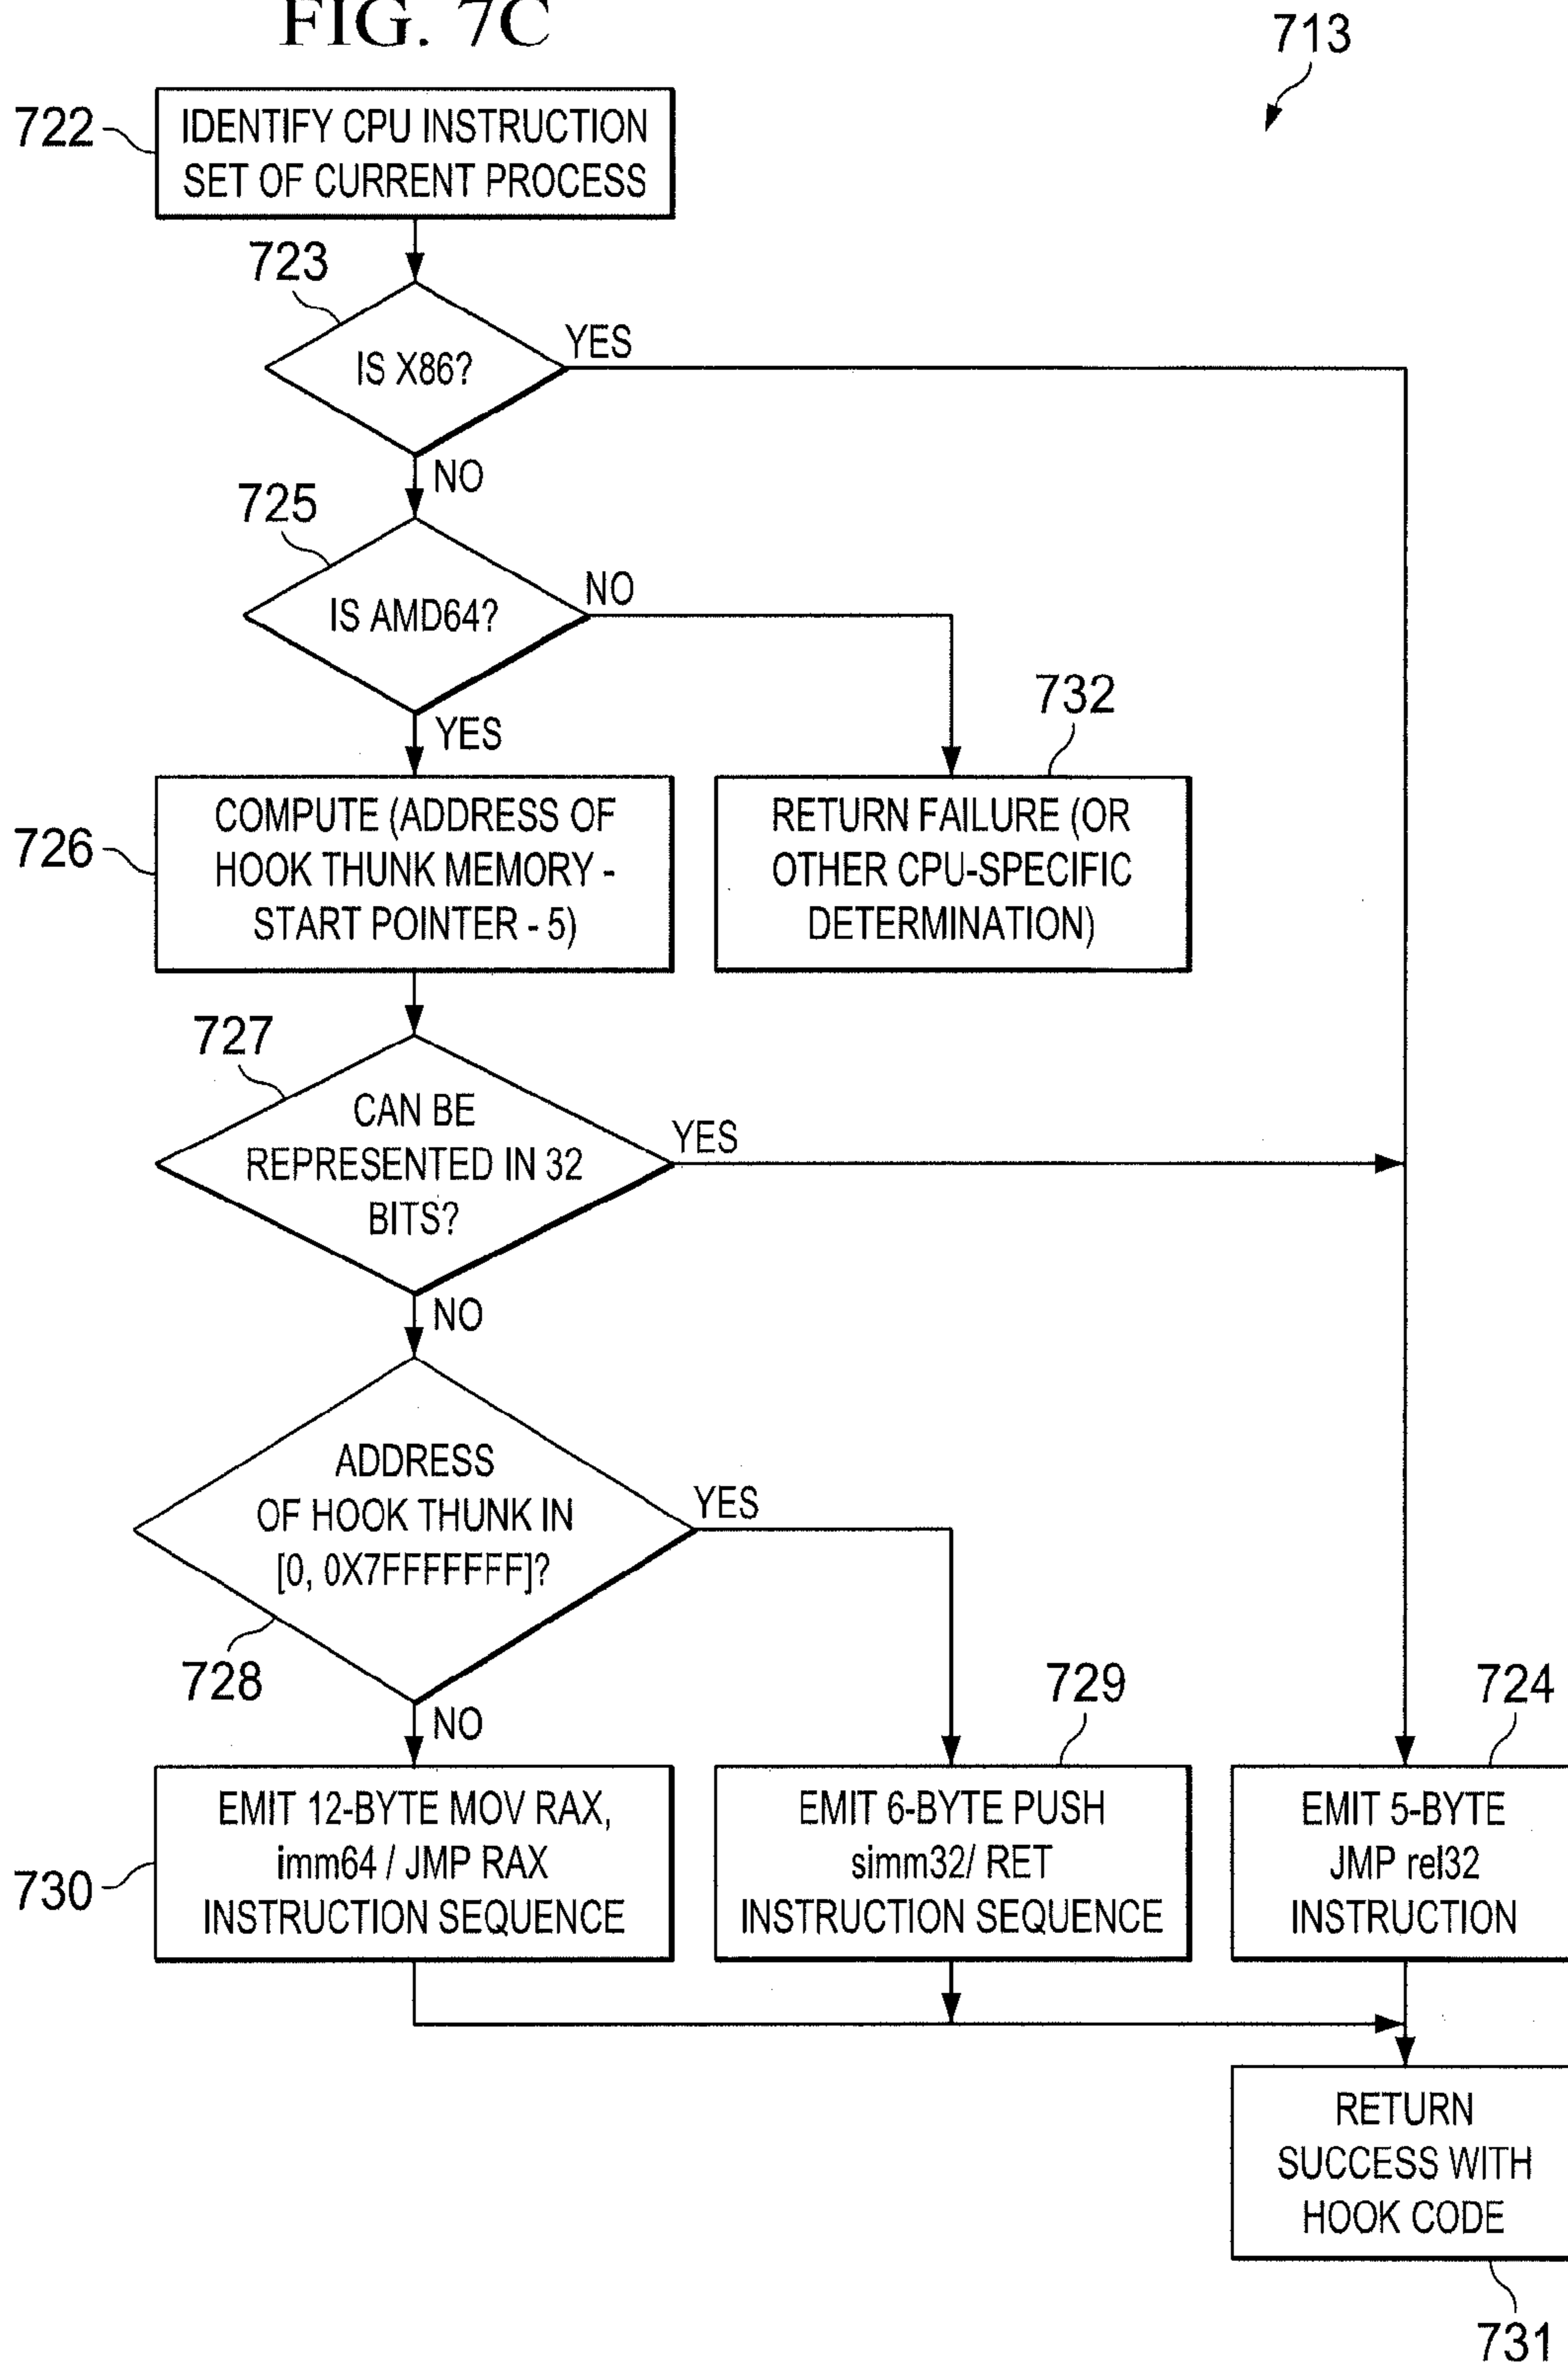 FIG. 7C
713
722
IDENTIFY CPU INSTRUCTION
SET OF CURRENT PROCESS
723
IS X86?
YES
NO
725
IS AMD64?
NO
YES
732
726
COMPUTE (ADDRESS OF
HOOK THUNK MEMORY -
START POINTER - 5)
RETURN FAILURE (OR
OTHER CPU-SPECIFIC
DETERMINATION)
727
CAN BE
REPRESENTED IN 32
BITS?
YES
NO
ADDRESS
OF HOOK THUNK IN
[0, 0X7FFFFFFF]?
YES
728
NO
729
724
730
EMIT 12-BYTE MOV RAX,
imm64 / JMP RAX
INSTRUCTION SEQUENCE
EMIT 6-BYTE PUSH
simm32/ RET
INSTRUCTION SEQUENCE
EMIT 5-BYTE
JMP rel32
INSTRUCTION
RETURN
SUCCESS WITH
HOOK CODE
731